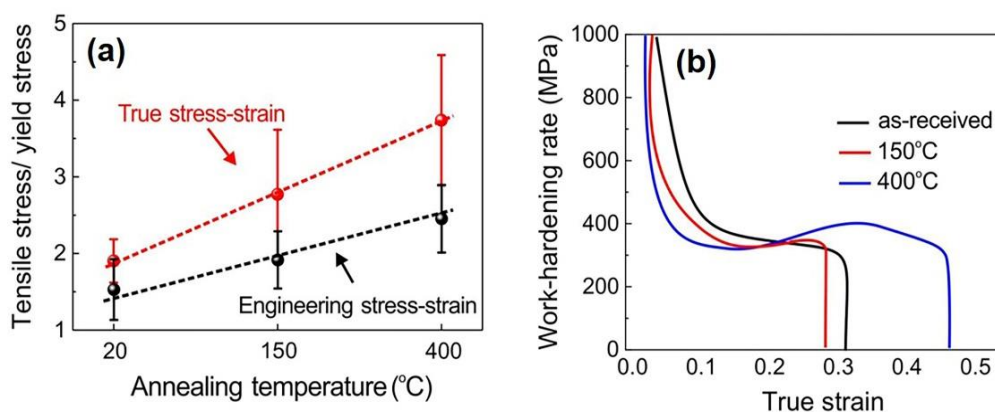 (a)
Tensile stress/ yield stress
5
4
3
2
1
True stress-strain
Engineering stress-strain
20 150 400
Annealing temperature (°C)
(b)
Work-hardening rate (MPa)
1000
800
600
400
200
0
as-received
150°C
400°C
0.0 0.1 0.2 0.3 0.4 0.5
True strain